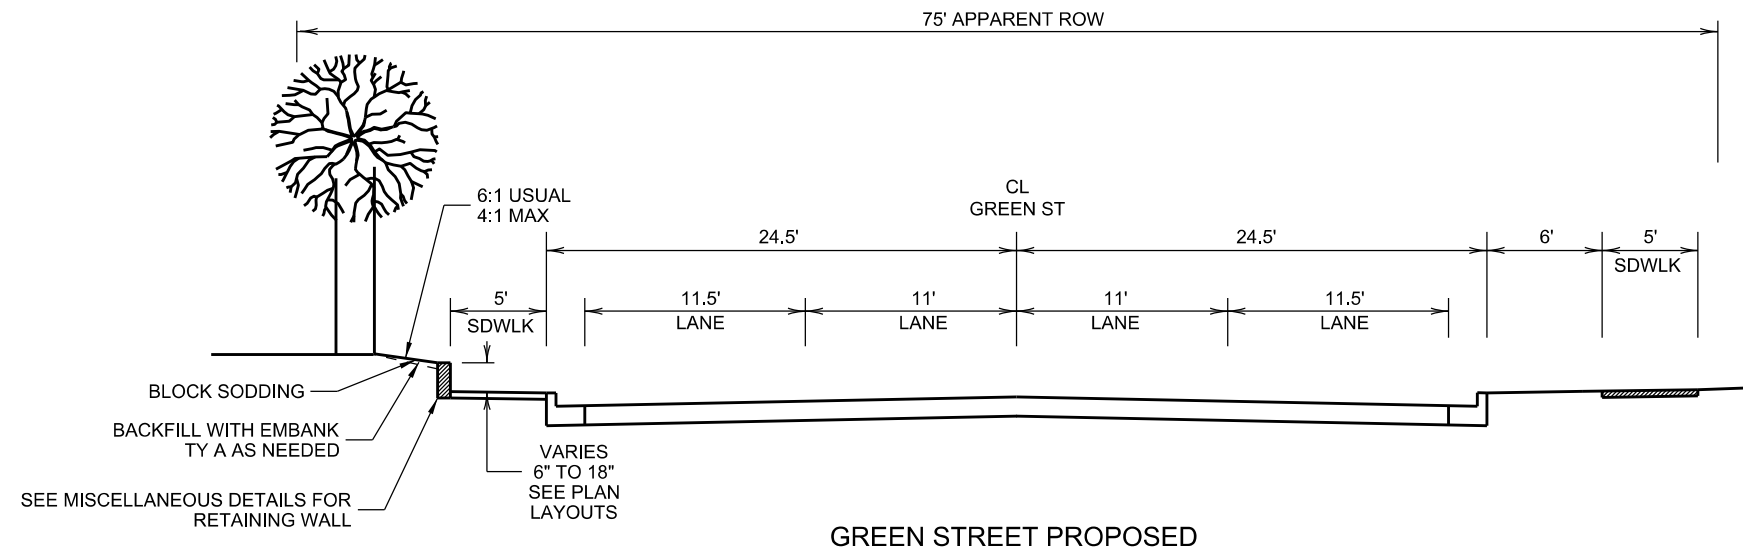 75' APPARENT ROW
6:1 USUAL
4:1 MAX
CL
GREEN ST
24.5'
24.5'
6'
5'
SDWLK
5'
SDWLK
11.5'
LANE
11'
LANE
11'
LANE
11.5'
LANE
BLOCK SODDING
BACKFILL WITH EMBANK
TY A AS NEEDED
VARIES
6" TO 18"
SEE PLAN
LAYOUTS
SEE MISCELLANEOUS DETAILS FOR
RETAINING WALL
GREEN STREET PROPOSED